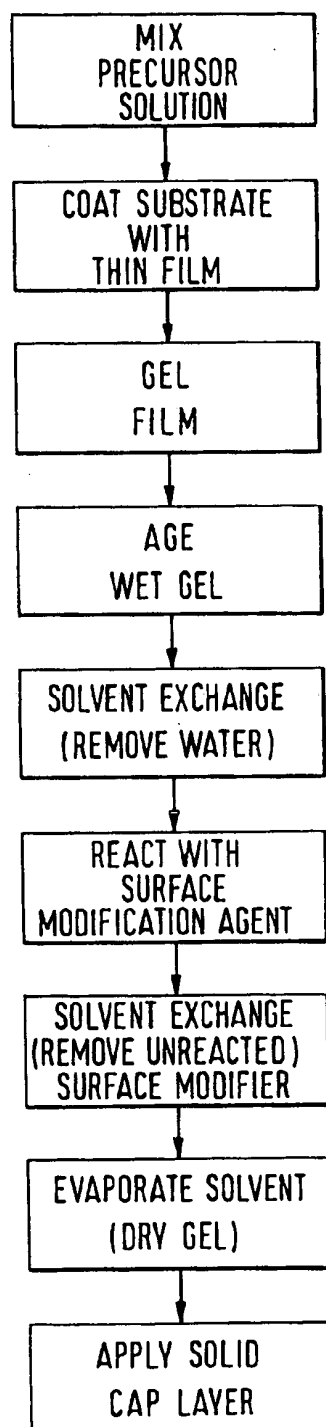 MIX
PRECURSOR
SOLUTION
COAT SUBSTRATE
WITH
THIN FILM
GEL
FILM
AGE
WET GEL
SOLVENT EXCHANGE
(REMOVE WATER)
REACT WITH
SURFACE
MODIFICATION AGENT
SOLVENT EXCHANGE
(REMOVE UNREACTED)
SURFACE MODIFIER
EVAPORATE SOLVENT
(DRY GEL)
APPLY SOLID
CAP LAYER